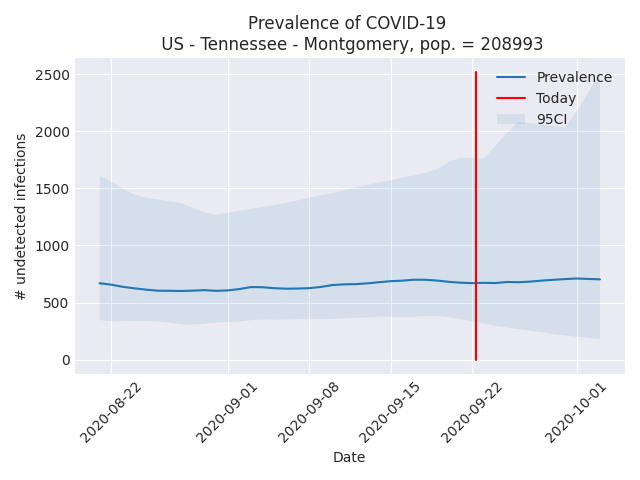 Prevalence of COVID-19
US - Tennessee - Montgomery, pop. = 208993
# undetected infections
2500
2000
1500
1000
500
0
Prevalence
Today
95CI
2020-08-22
2020-09-01
2020-09-08
2020-09-15
2020-09-22
2020-10-01
Date